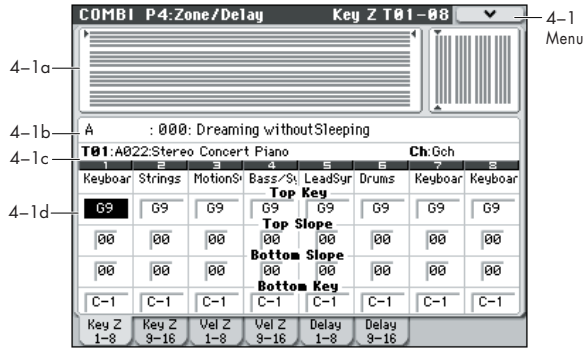 COMBI P4:Zone/Delay Key Z T01-08
4–1
Menu
4–1a
4–1b
A :000: Dreaming withoutSleeping
T01:A022:Stereo Concert Piano Ch:Gch
4–1c
1 2 3 4 5 6 7 8
Keyboar Strings MotionS Bass/Sy LeadSyr Drums Keyboar Keyboar
Top Key
4–1d
G9 G9 G9 G9 G9 G9 G9 G9
Top Slope
00 00 00 00 00 00 00 00
Bottom Slope
00 00 00 00 00 00 00 00
Bottom Key
C-1 C-1 C-1 C-1 C-1 C-1 C-1 C-1
Key Z 1-8 Key Z 9-16 Vel Z 1-8 Vel Z 9-16 Delay 1-8 Delay 9-16